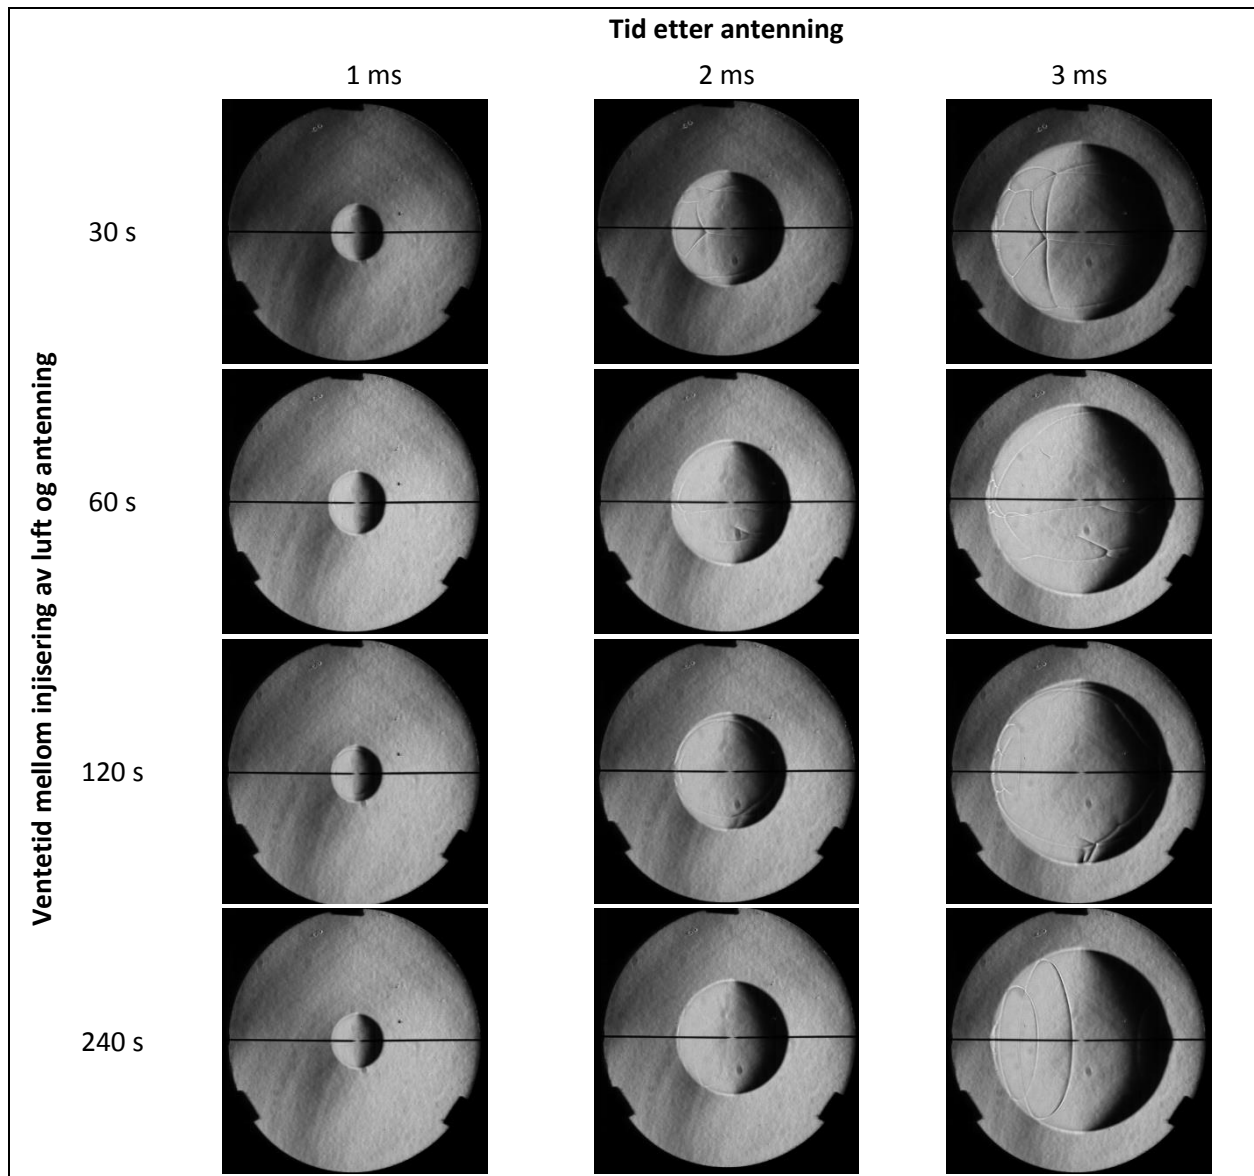 Tid etter antenning
1 ms
2 ms
3 ms
Ventetid mellom injisering av luft og antenning
30 s
60 s
120 s
240 s